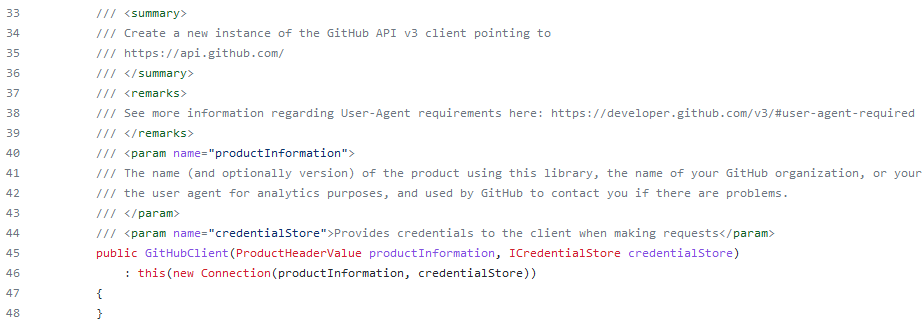 33 /// <summary>
34 /// Create a new instance of the GitHub API v3 client pointing to
35 /// https://api.github.com/
36 /// </summary>
37 /// <remarks>
38 /// See more information regarding User-Agent requirements here: https://developer.github.com/v3/#user-agent-required
39 /// </remarks>
40 /// <param name="productInformation">
41 /// The name (and optionally version) of the product using this library, the name of your GitHub organization, or your
42 /// the user agent for analytics purposes, and used by GitHub to contact you if there are problems.
43 /// </param>
44 /// <param name="credentialStore">Provides credentials to the client when making requests</param>
45 public GitHubClient(ProductHeaderValue productInformation, ICredentialStore credentialStore)
46 : this(new Connection(productInformation, credentialStore))
47 {
48 }